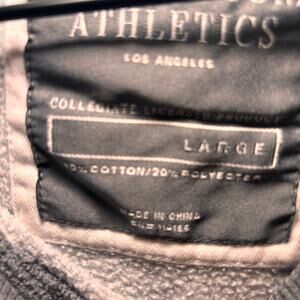 ATHLETICS
LOS ANGELES
COLLEGIATE LICENSED PRODUCT
LARGE
COTTON/20% POLYESTER
MADE IN CHINA